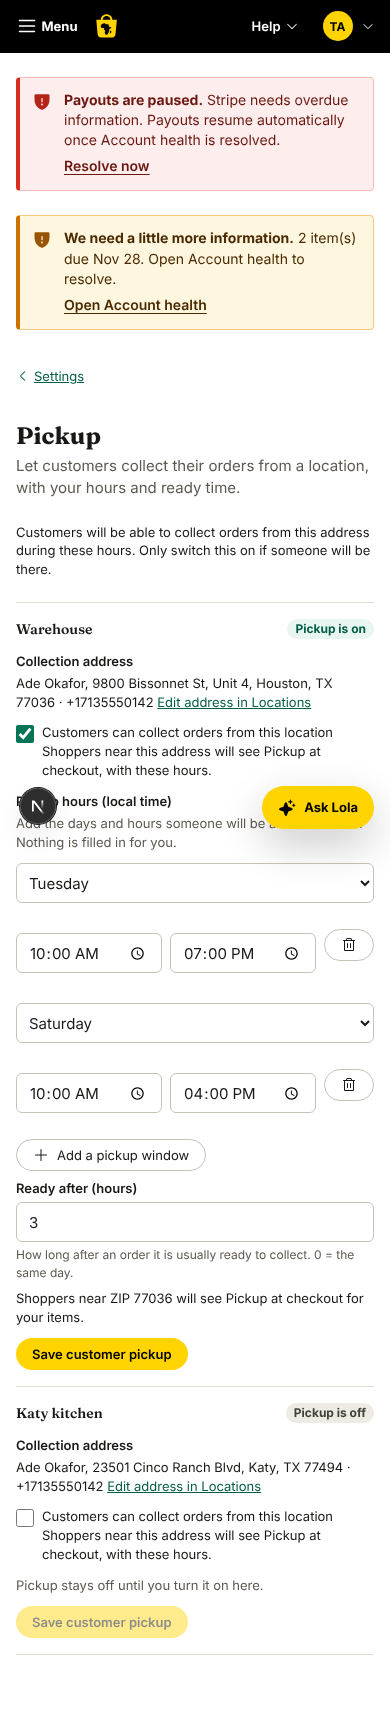 Menu
Help
TA
Payouts are paused. Stripe needs overdue
information. Payouts resume automatically
once Account health is resolved.
Resolve now
We need a little more information. 2 item(s)
due Nov 28. Open Account health to
resolve.
Open Account health
Settings
Pickup
Let customers collect their orders from a location,
with your hours and ready time.
Customers will be able to collect orders from this address
during these hours. Only switch this on if someone will be
there.
Warehouse
Pickup is on
Collection address
Ade Okafor, 9800 Bissonnet St, Unit 4, Houston, TX
77036 · +17135550142 Edit address in Locations
Customers can collect orders from this location
Shoppers near this address will see Pickup at
checkout, with these hours.
hours (local time)
N
Ask Lola
the days and hours someone will be
Nothing is filled in for you.
Tuesday
10:00 AM
07:00 PM
Saturday
10:00 AM
04:00 PM
Add a pickup window
Ready after (hours)
3
How long after an order it is usually ready to collect. 0 = the
same day.
Shoppers near ZIP 77036 will see Pickup at checkout for
your items.
Save customer pickup
Katy kitchen
Pickup is off
Collection address
Ade Okafor, 23501 Cinco Ranch Blvd, Katy, TX 77494 ·
+17135550142 Edit address in Locations
Customers can collect orders from this location
Shoppers near this address will see Pickup at
checkout, with these hours.
Pickup stays off until you turn it on here.
Save customer pickup